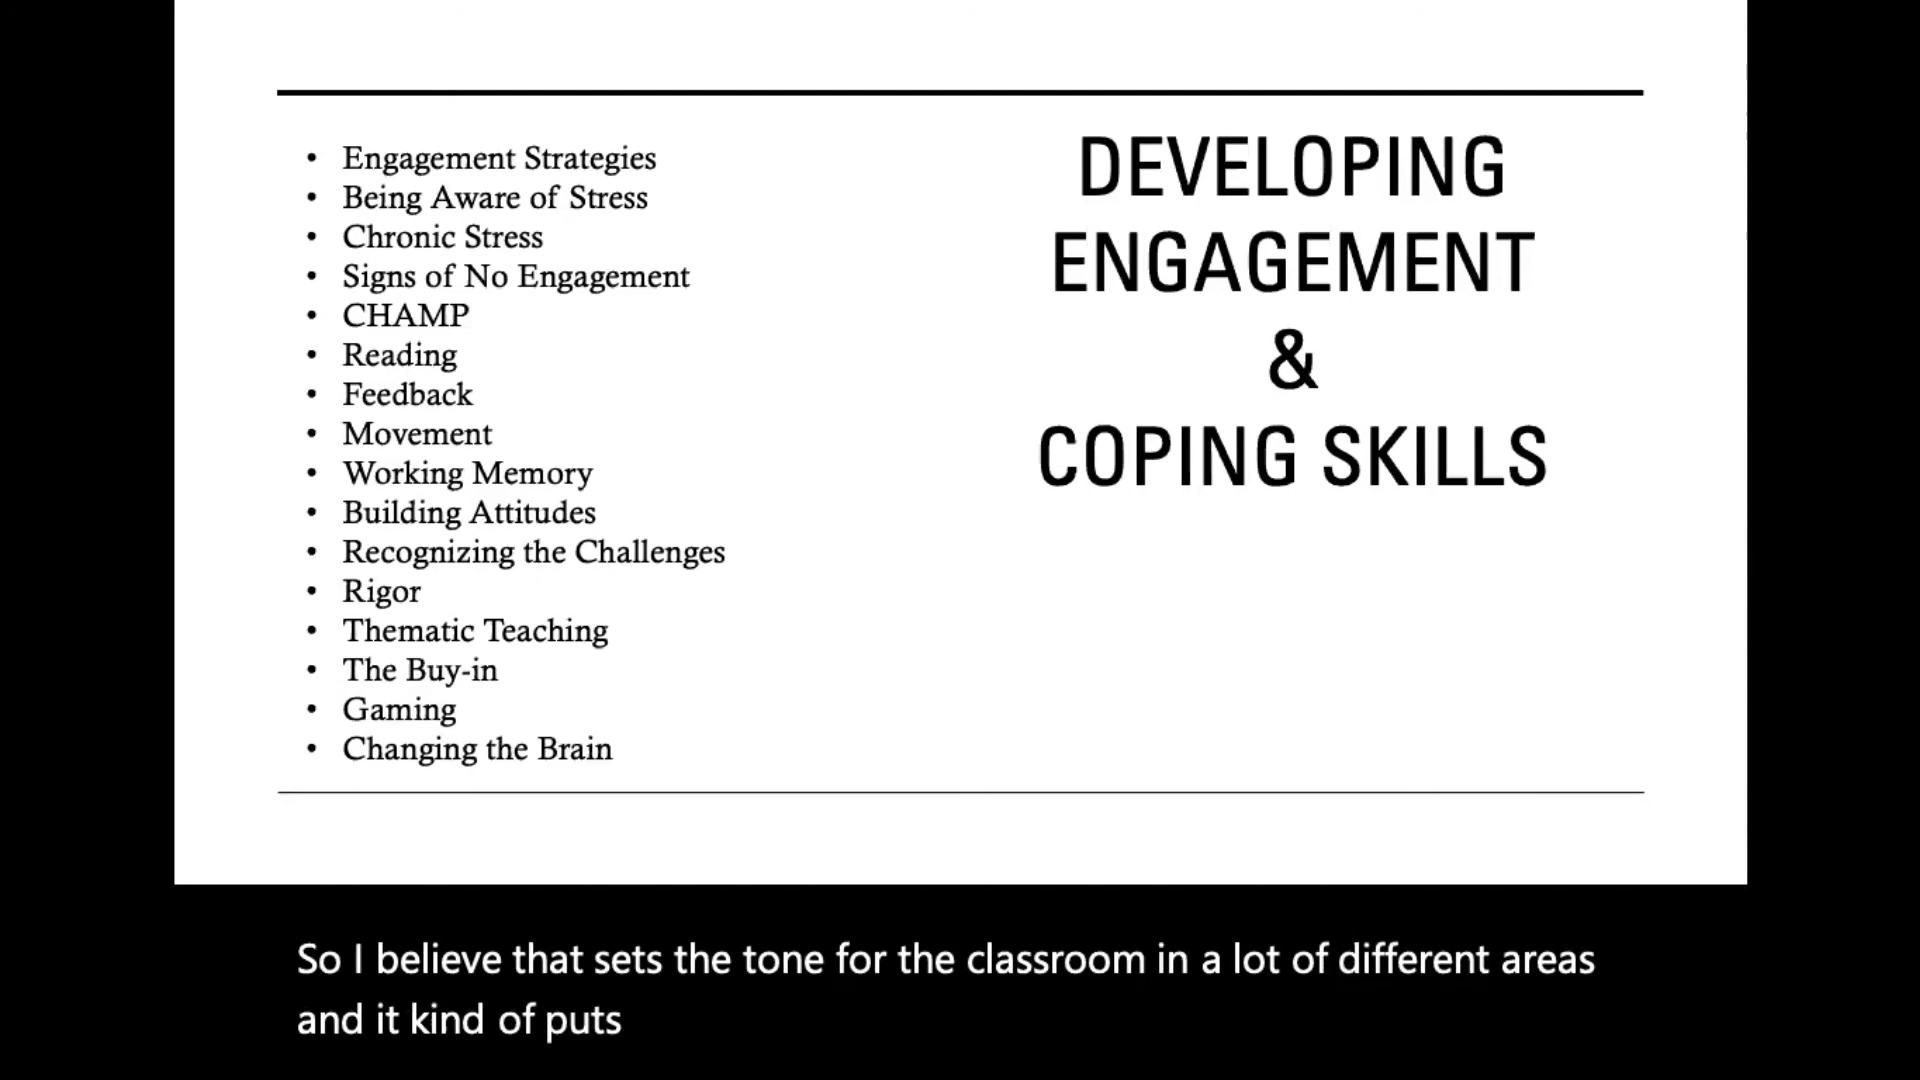 • Engagement Strategies
• Being Aware of Stress
• Chronic Stress
• Signs of No Engagement
• CHAMP
• Reading
• Feedback
• Movement
• Working Memory
• Building Attitudes
• Recognizing the Challenges
• Rigor
• Thematic Teaching
• The Buy-in
• Gaming
• Changing the Brain
DEVELOPING
ENGAGEMENT
&
COPING SKILLS
So I believe that sets the tone for the classroom in a lot of different areas
and it kind of puts